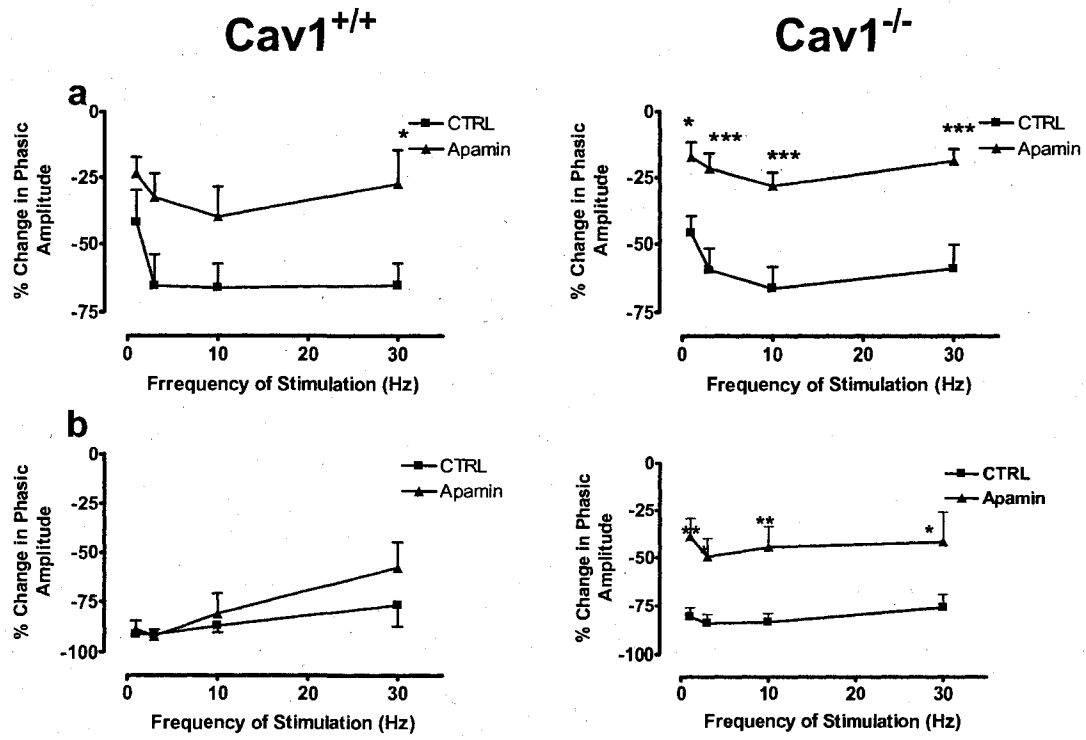 Cav1+/+
Cav1-/-
a
% Change in Phasic
Amplitude
0
-25
-50
-75
*
CTRL
Apamin
0
10
20
30
Frrequency of Stimulation (Hz)
% Change in Phasic
Amplitude
0
-25
-50
-75
*
***
***
***
CTRL
Apamin
0
10
20
30
Frrequency of Stimulation (Hz)
b
% Change in Phasic
Amplitude
0
-25
-50
-75
-100
CTRL
Apamin
0
10
20
30
Frequency of Stimulation (Hz)
% Change in Phasic
Amplitude
0
-25
-50
-75
-100
**
*
**
*
CTRL
Apamin
0
10
20
30
Frequency of Stimulation (Hz)